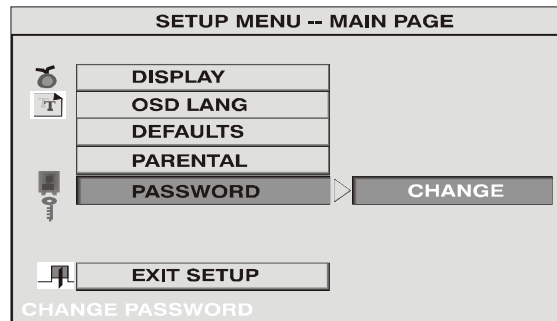 SETUP MENU -- MAIN PAGE
DISPLAY
T OSD LANG
DEFAULTS
PARENTAL
PASSWORD CHANGE
EXIT SETUP
CHANGE PASSWORD